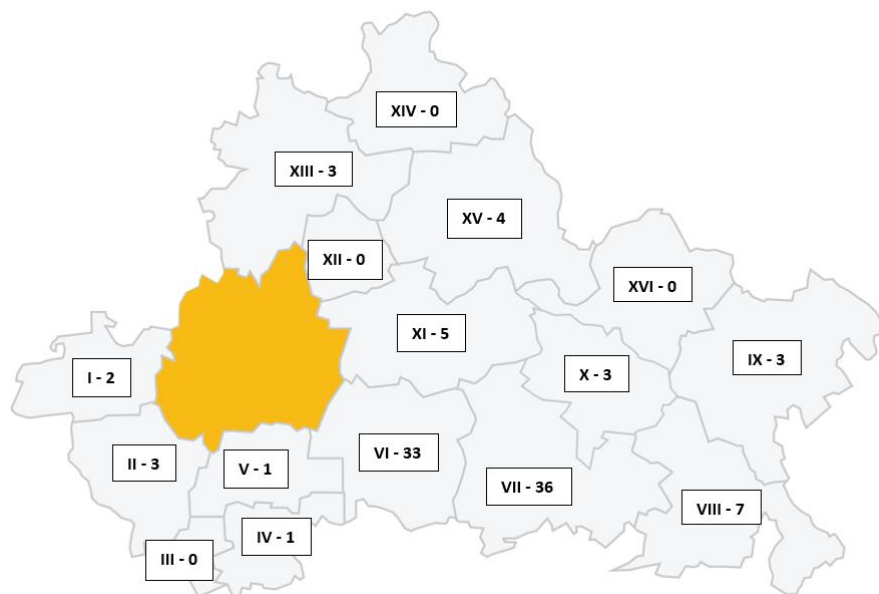 XIV - 0
XIII - 3
XV - 4
XII - 0
XVI - 0
XI - 5
IX - 3
I - 2
X - 3
VI - 33
II - 3
V - 1
VII - 36
VIII - 7
IV - 1
III - 0